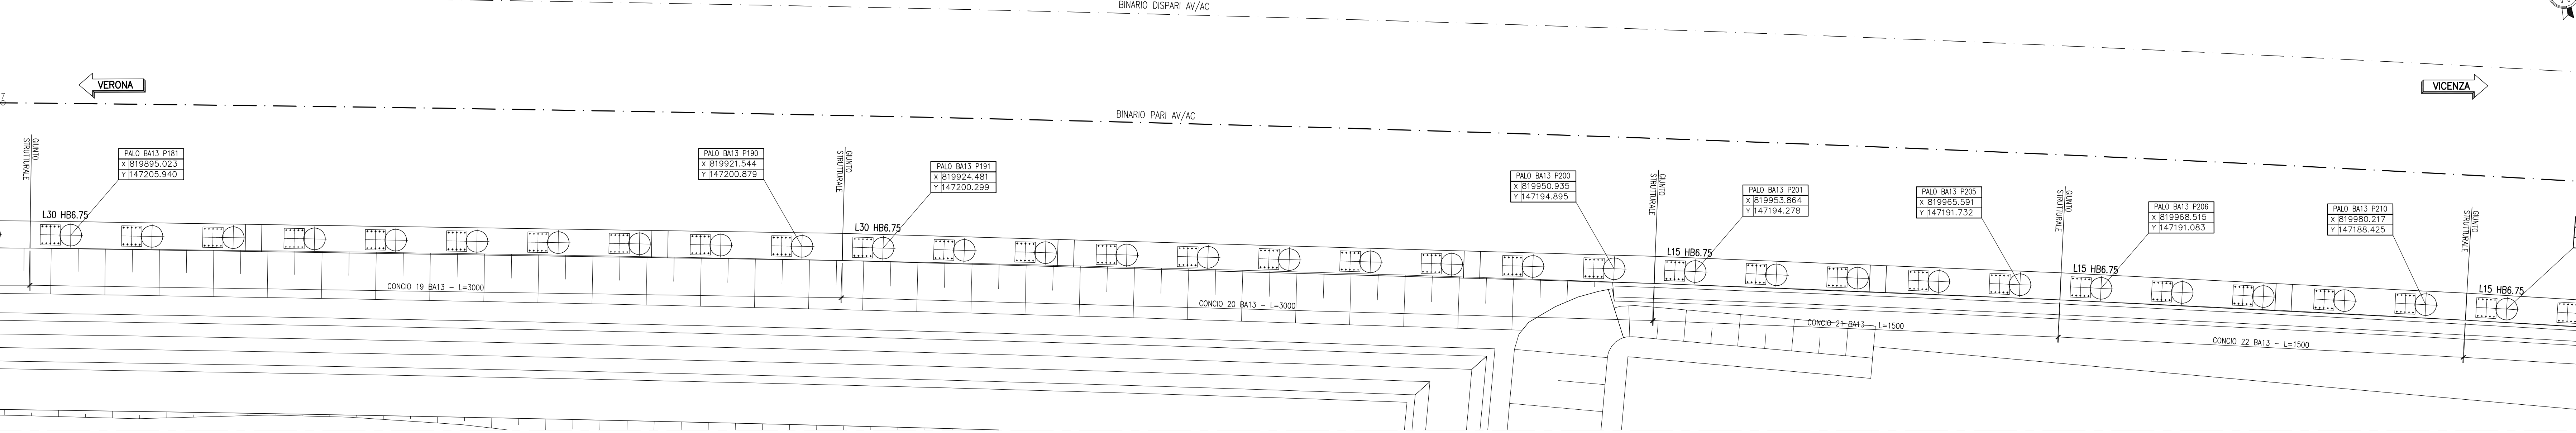 BINARIO DISPARI AV/AC
VERONA
VICENZA
7
BINARIO PARI AV/AC
GIUNTO
STRUTTURALE
PALO BA13 P181
X 819895.023
Y 147205.940
PALO BA13 P190
X 819921.544
Y 147200.879
GIUNTO
STRUTTURALE
PALO BA13 P191
X 819924.481
Y 147200.299
PALO BA13 P200
X 819950.935
Y 147194.895
GIUNTO
STRUTTURALE
PALO BA13 P201
X 819953.864
Y 147194.278
PALO BA13 P205
X 819965.591
Y 147191.732
GIUNTO
STRUTTURALE
PALO BA13 P206
X 819968.515
Y 147191.083
PALO BA13 P210
X 819980.217
Y 147188.425
GIUNTO
STRUTTURALE
L30 HB6.75
L30 HB6.75
L15 HB6.75
L15 HB6.75
L15 HB6.75
CONCIO 19 BA13 - L=3000
CONCIO 20 BA13 - L=3000
CONCIO 21 BA13 - L=1500
CONCIO 22 BA13 - L=1500